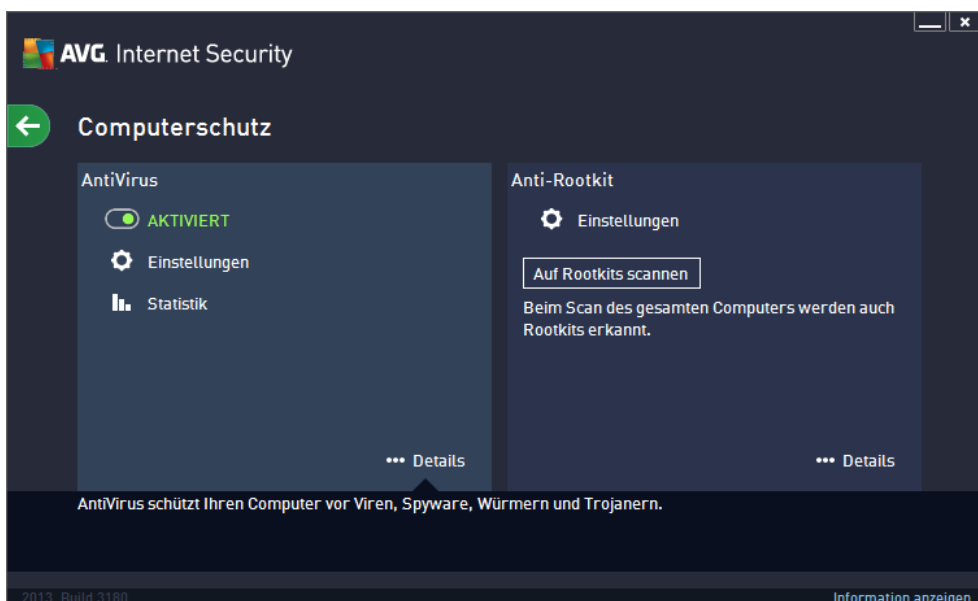 AVG. Internet Security
Computerschutz
AntiVirus
AKTIVIERT
Einstellungen
Statistik
Details
Anti-Rootkit
Einstellungen
Auf Rootkits scannen
Beim Scan des gesamten Computers werden auch
Rootkits erkannt.
Details
AntiVirus schützt Ihren Computer vor Viren, Spyware, Würmern und Trojanern.
2013 Build 3180
Information anzeigen